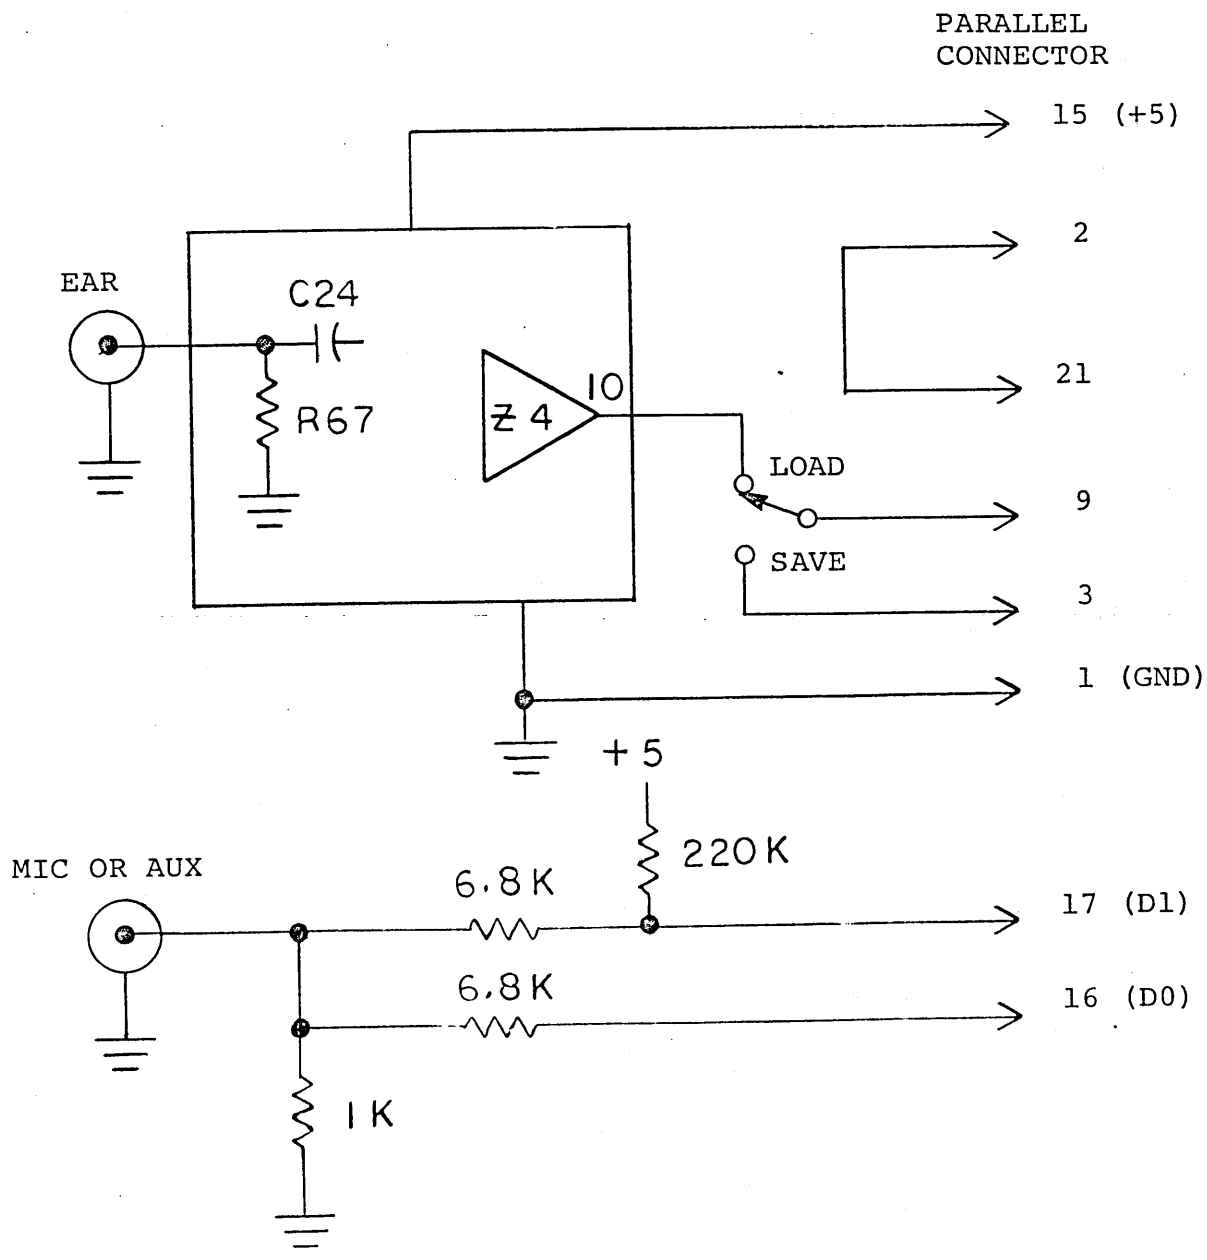 PARALLEL
CONNECTOR
15 (+5)
2
EAR
C24
21
10
R67
Z 4
LOAD
9
SAVE
3
1 (GND)
+5
220K
MIC OR AUX
6.8K
17 (D1)
6.8K
16 (D0)
1K